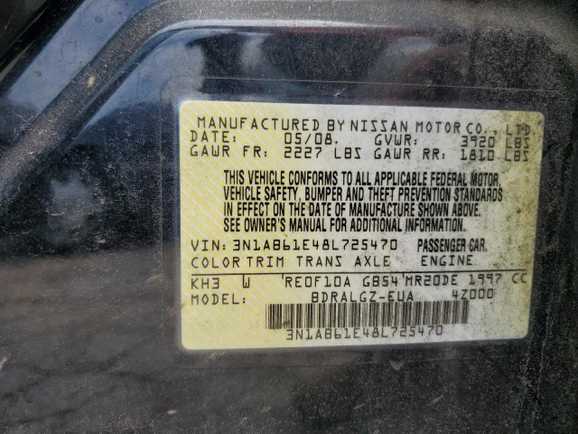 MANUFACTURED BY NISSAN MOTOR CO., LTD.
DATE: 05/08. GVWR: 3920 LBS
GAWR FR: 2227 LBS GAWR RR: 1810 LBS
THIS VEHICLE CONFORMS TO ALL APPLICABLE FEDERAL MOTOR
VEHICLE SAFETY, BUMPER AND THEFT PREVENTION STANDARDS
IN EFFECT ON THE DATE OF MANUFACTURE SHOWN ABOVE.
SEE OWNER'S MANUAL FOR ADDITIONAL INFORMATION.
VIN: 3N1AB61E48L725470 PASSENGER CAR.
COLOR TRIM TRANS AXLE ENGINE
KH3 W 'RE0F10A GB54'MR20DE 1997 CC
MODEL: BDRALGZ-EUA 4Z000
3N1AB61E48L725470